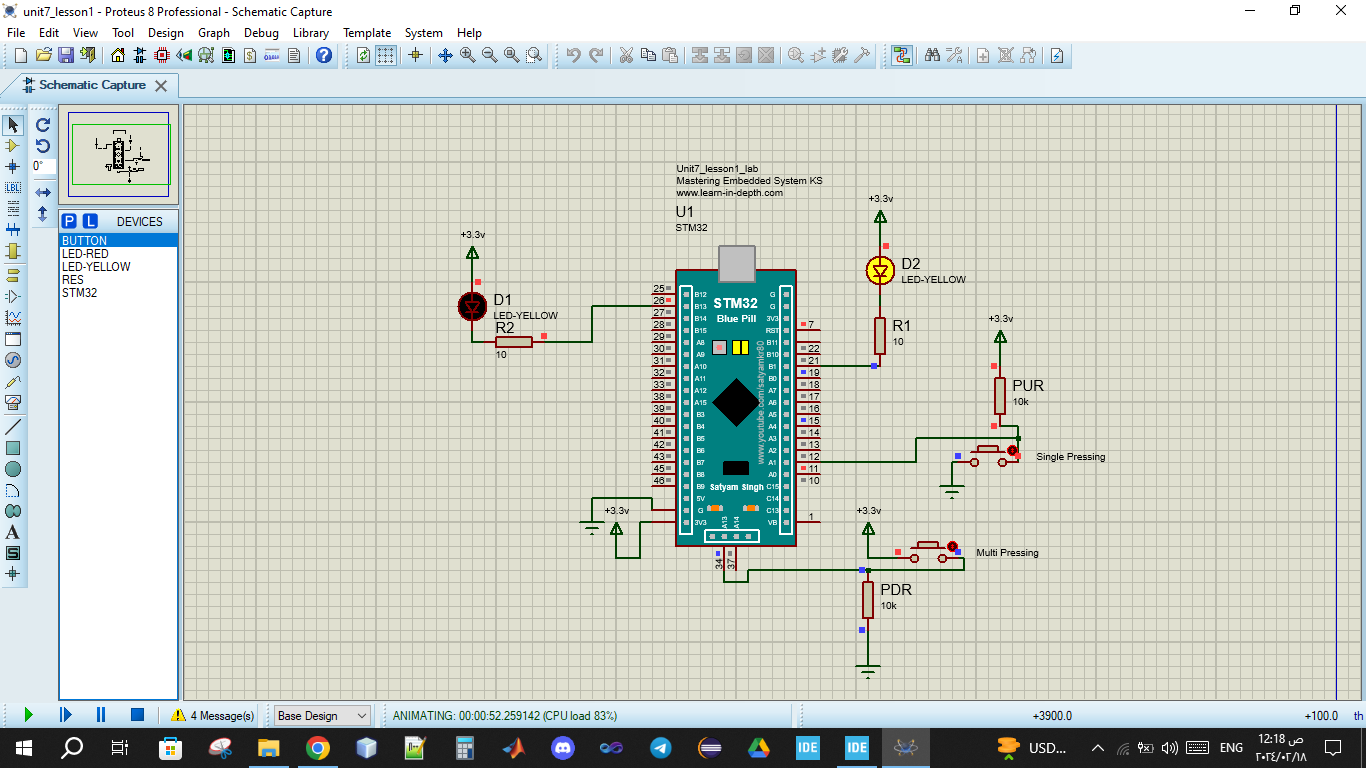 unit7_lesson1 - Proteus 8 Professional - Schematic Capture
File Edit View Tool Design Graph Debug Library Template System Help
Schematic Capture
0°
LBL
P L DEVICES
BUTTON
LED-RED
LED-YELLOW
RES
STM32
A
S
Unit7_lesson1_lab
Mastering Embedded System KS
www.learn-in-depth.com
U1
STM32
+3.3v
D1
LED-YELLOW
R2
10
+3.3v
D2
LED-YELLOW
R1
10
STM32
Blue Pill
www.youtube.com/satyamkr80
Satyam Singh
25 B12
26 B13
27 B14
28 B15
29 A8
30 A9
31 A10
32 A11
33 A12
38 A15
39 B3
40 B4
41 B5
42 B6
43 B7
45 B8
46 B9
5V
G
3V3
G
G
3V3
RST 7
B11 22
B10 21
B1 19
B0 18
A7 17
A6 16
A5 15
A4 14
A3 13
A2 12
A1 11
A0 10
C15
C14
C13
VB 1
A13
A14
34
37
+3.3v
+3.3v
PUR
10k
Single Pressing
+3.3v
Multi Pressing
PDR
10k
4 Message(s)
Base Design
ANIMATING: 00:00:52.259142 (CPU load 83%)
+3900.0
+100.0
th
IDE
IDE
USD...
ENG
12:18 ص
٢٠٢٤/٠٢/١٨